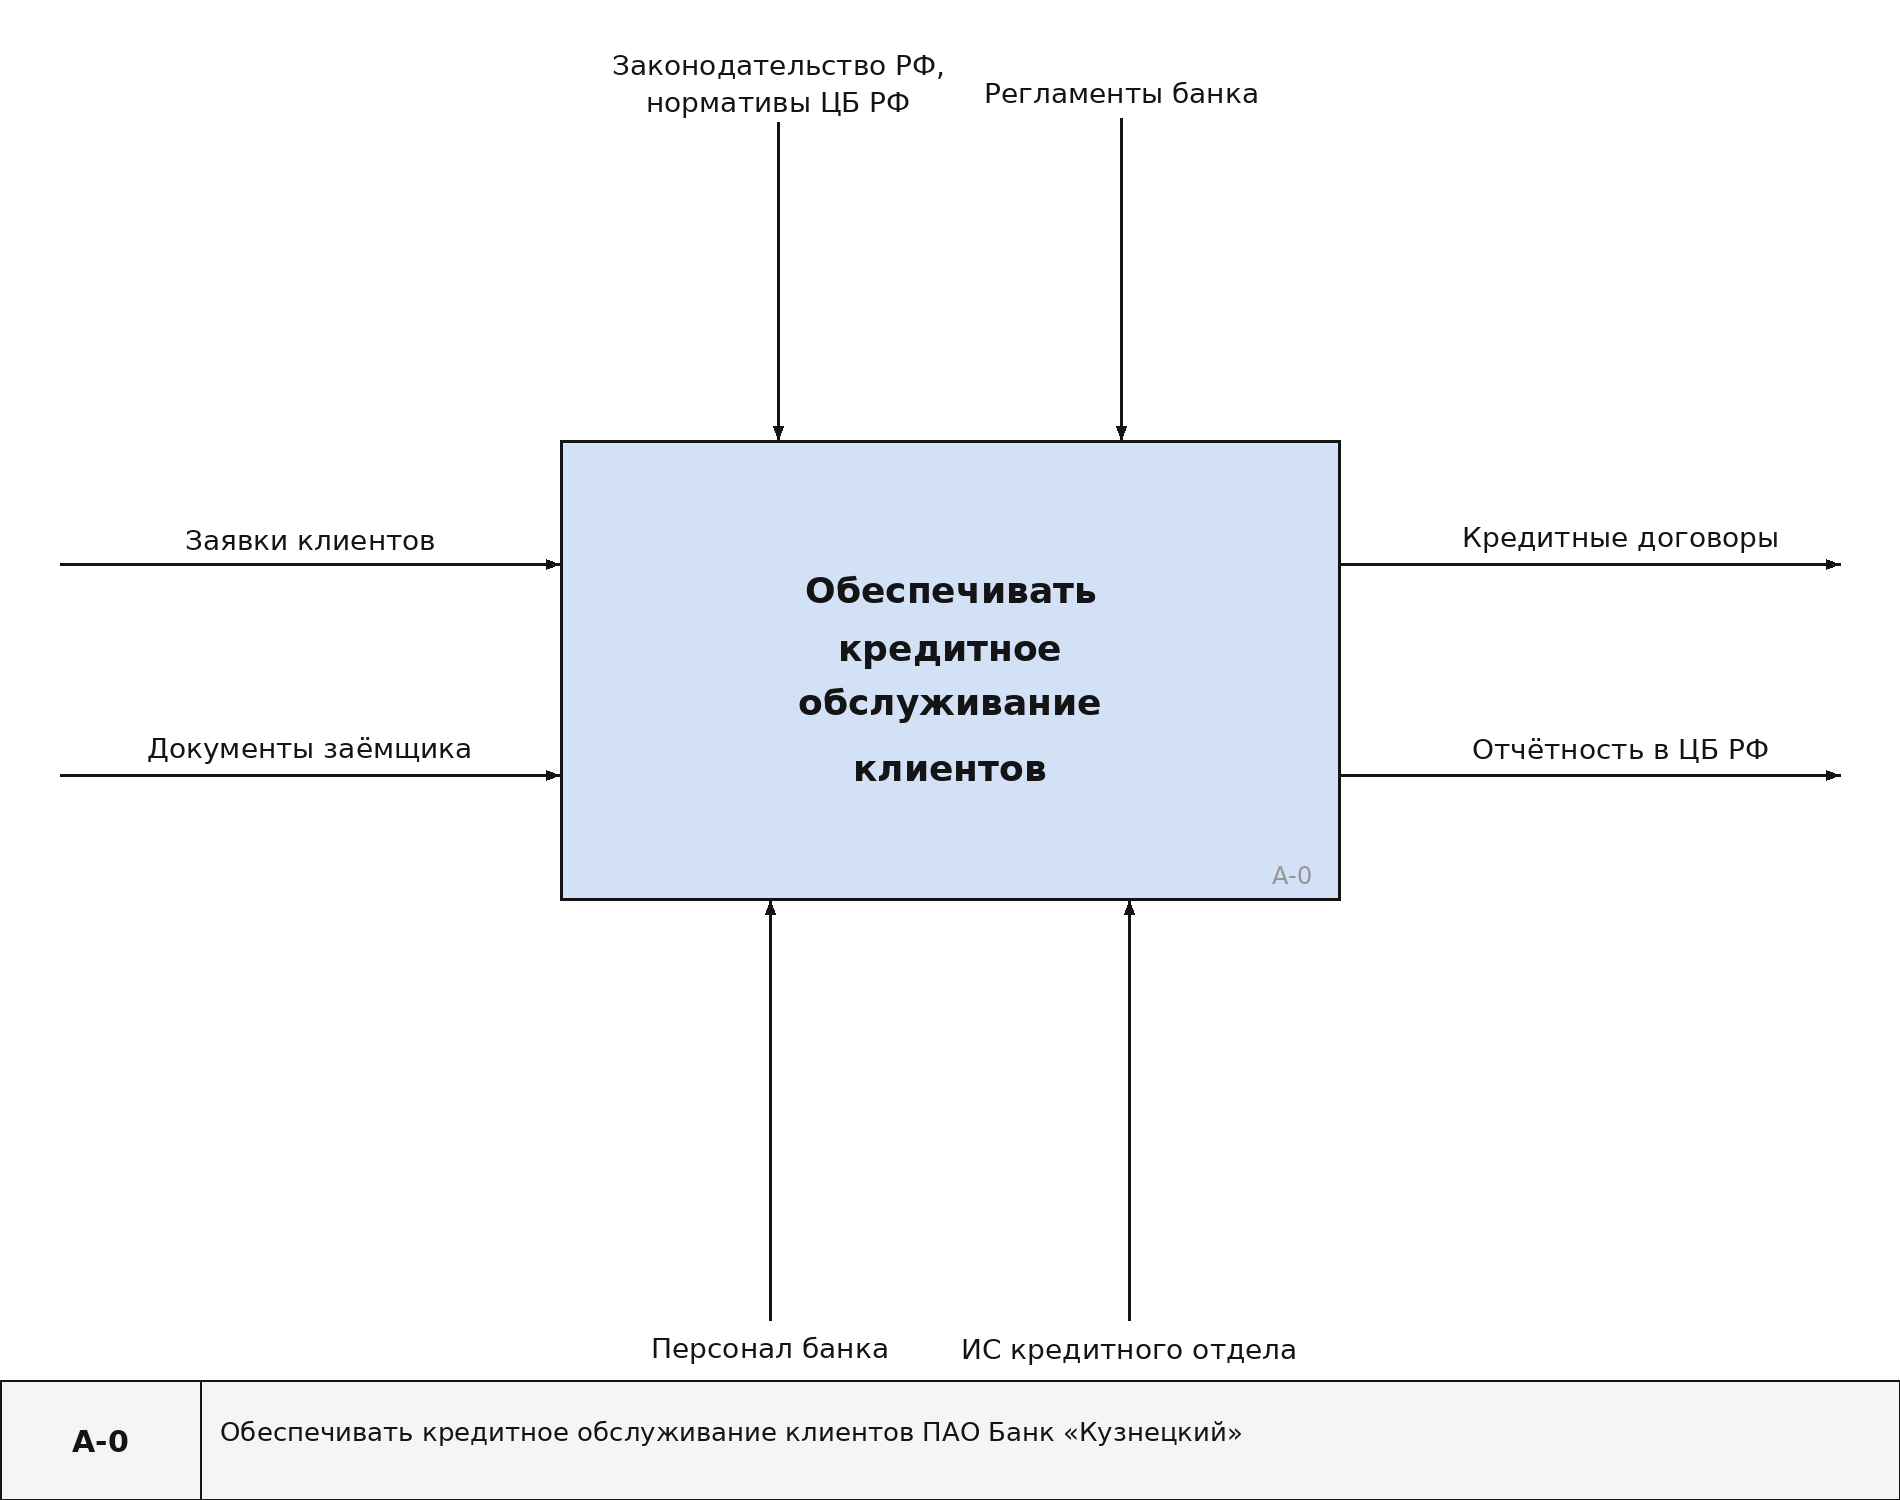 Законодательство РФ,
нормативы ЦБ РФ
Регламенты банка
Заявки клиентов
Кредитные договоры
Обеспечивать
кредитное
обслуживание
клиентов
Документы заёмщика
Отчётность в ЦБ РФ
А-0
Персонал банка
ИС кредитного отдела
А-0
Обеспечивать кредитное обслуживание клиентов ПАО Банк «Кузнецкий»